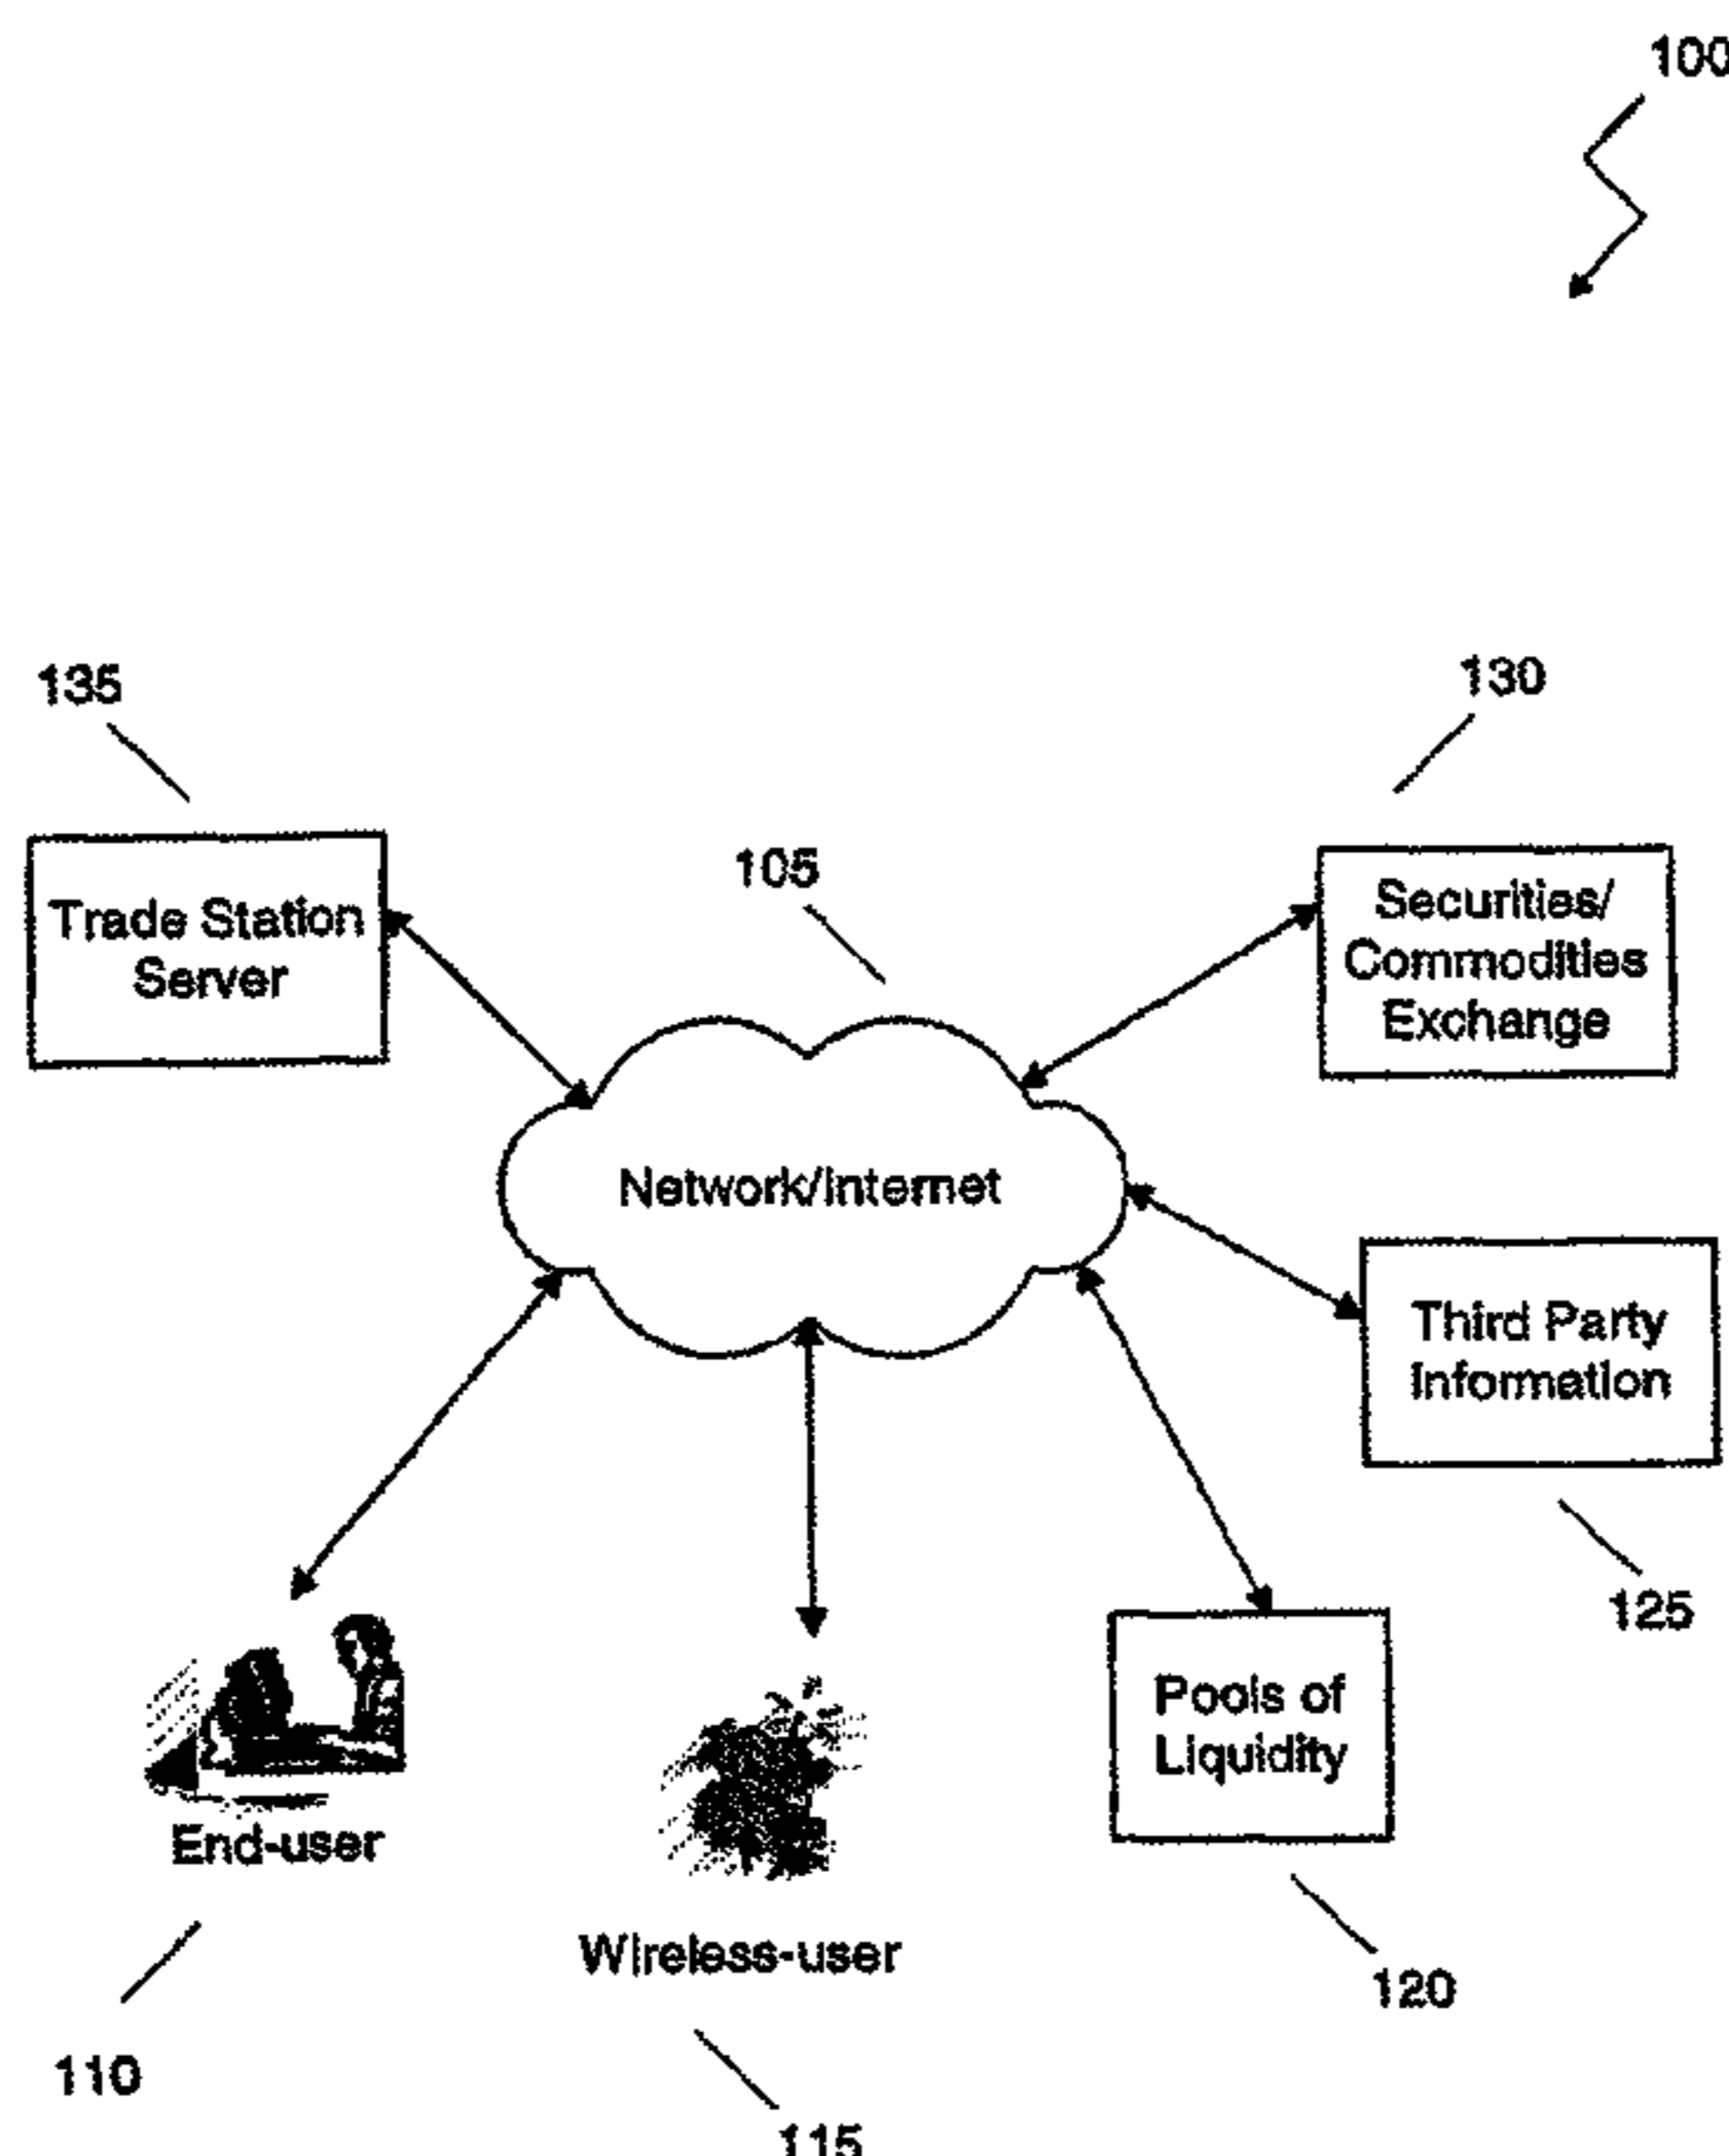 100
135
130
105
Trade Station
Server
Securities/
Commodities
Exchange
Network/Internet
Third Party
Information
125
Pools of
Liquidity
End-user
Wireless-user
120
110
115